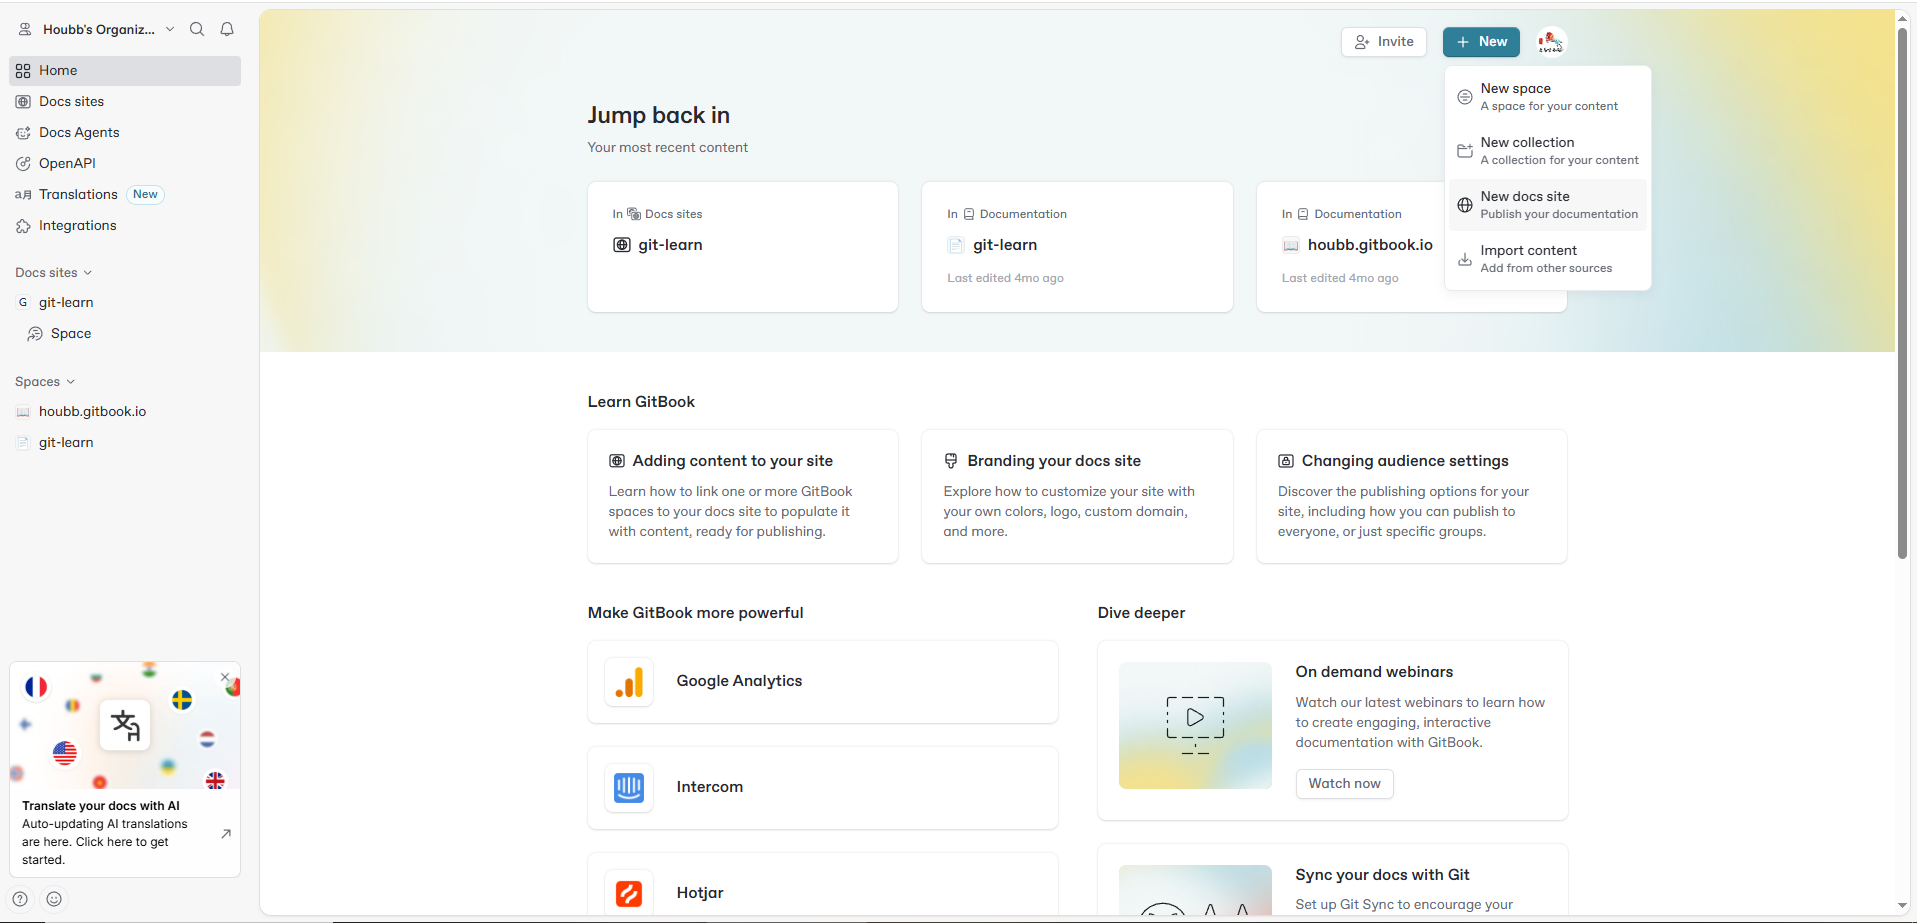 Houbb's Organiz...
Home
Docs sites
Docs Agents
OpenAPI
Translations New
Integrations
Docs sites
G git-learn
Space
Spaces
houbb.gitbook.io
git-learn
Translate your docs with AI
Auto-updating AI translations
are here. Click here to get
started.
Invite
+ New
New space
A space for your content
New collection
A collection for your content
New docs site
Publish your documentation
Import content
Add from other sources
Jump back in
Your most recent content
In Docs sites
git-learn
In Documentation
git-learn
Last edited 4mo ago
In Documentation
houbb.gitbook.io
Last edited 4mo ago
Learn GitBook
Adding content to your site
Learn how to link one or more GitBook
spaces to your docs site to populate it
with content, ready for publishing.
Branding your docs site
Explore how to customize your site with
your own colors, logo, custom domain,
and more.
Changing audience settings
Discover the publishing options for your
site, including how you can publish to
everyone, or just specific groups.
Make GitBook more powerful
Google Analytics
Intercom
Hotjar
Dive deeper
On demand webinars
Watch our latest webinars to learn how
to create engaging, interactive
documentation with GitBook.
Watch now
Sync your docs with Git
Set up Git Sync to encourage your